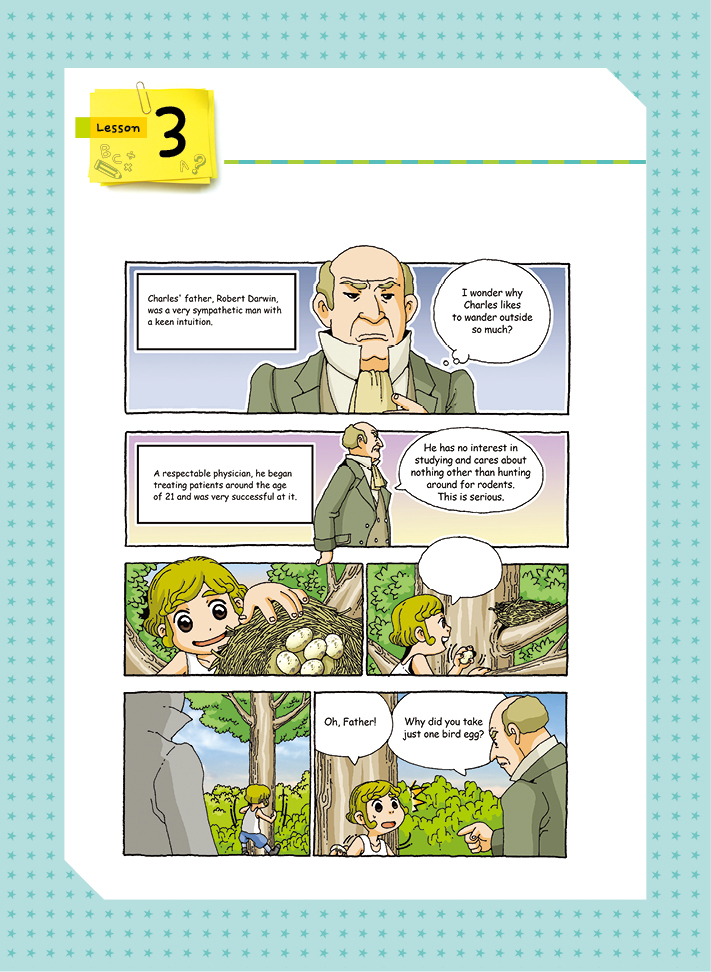 Lesson
3
B
C
A
?
Charles' father, Robert Darwin,
was a very sympathetic man with
a keen intuition.
I wonder why
Charles likes
to wander outside
so much?
A respectable physician, he began
treating patients around the age
of 21 and was very successful at it.
He has no interest in
studying and cares about
nothing other than hunting
around for rodents.
This is serious.
Oh, Father!
Why did you take
just one bird egg?